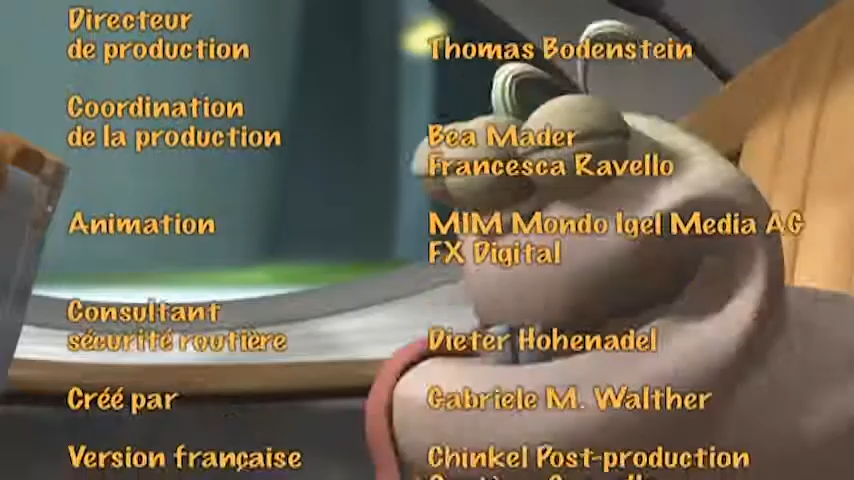 Directeur
de production Thomas Bodenstein
Coordination
de la production Bea Mader
Francesca Ravello
Animation MIM Mondo Igel Media AG
FX Digital
Consultant
sécurité routière Dieter Hohenadel
Créé par Gabriele M. Walther
Version française Chinkel Post-production